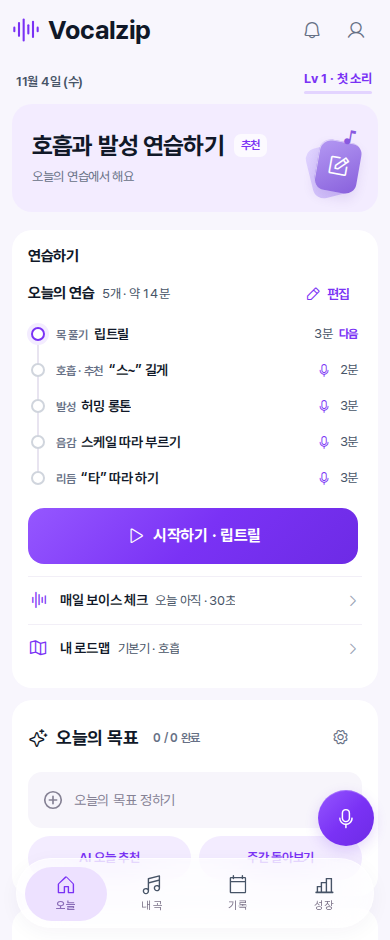 Vocalzip
11월 4일 (수)
Lv 1 · 첫 소리
호흡과 발성 연습하기 추천
오늘의 연습에서 해요
연습하기
오늘의 연습 5개 · 약 14분
편집
목 풀기 립트릴 3분 다음
호흡 · 추천 “스~” 길게 2분
발성 허밍 롱톤 3분
음감 스케일 따라 부르기 3분
리듬 “타” 따라 하기 3분
시작하기 · 립트릴
매일 보이스 체크 오늘 아직 · 30초
내 로드맵 기본기 · 호흡
오늘의 목표 0 / 0 완료
오늘의 목표 정하기
AI 오늘 추천 주간 돌아보기
오늘 내 곡 기록 성장